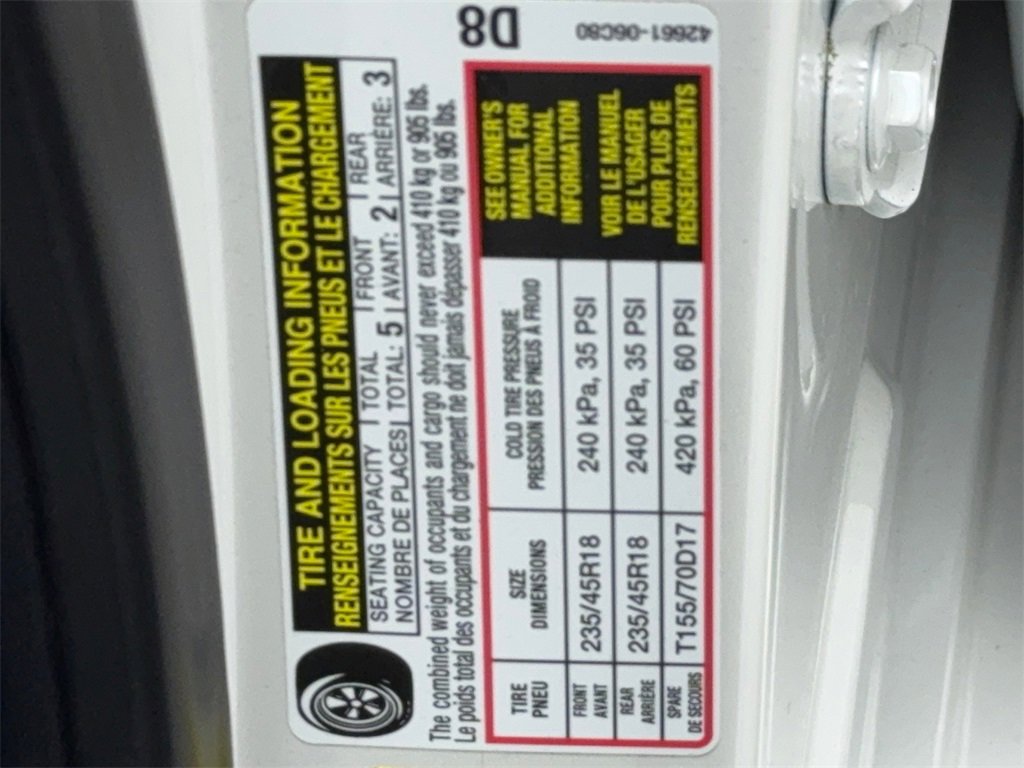 TIRE AND LOADING INFORMATION
RENSEIGNEMENTS SUR LES PNEUS ET LE CHARGEMENT
SEATING CAPACITY | TOTAL | FRONT | REAR
NOMBRE DE PLACES | TOTAL: 5 | AVANT: 2 | ARRIÈRE: 3
The combined weight of occupants and cargo should never exceed 410 kg or 905 lbs.
Le poids total des occupants et du chargement ne doit jamais dépasser 410 kg ou 905 lbs.
TIRE SIZE COLD TIRE PRESSURE
PNEU DIMENSIONS PRESSION DES PNEUS À FROID
FRONT
AVANT 235/45R18 240 kPa, 35 PSI
REAR
ARRIÈRE 235/45R18 240 kPa, 35 PSI
SPARE
DE SECOURS T155/70D17 420 kPa, 60 PSI
SEE OWNER'S
MANUAL FOR
ADDITIONAL
INFORMATION
VOIR LE MANUEL
DE L'USAGER
POUR PLUS DE
RENSEIGNEMENTS
D8
42661-06C80